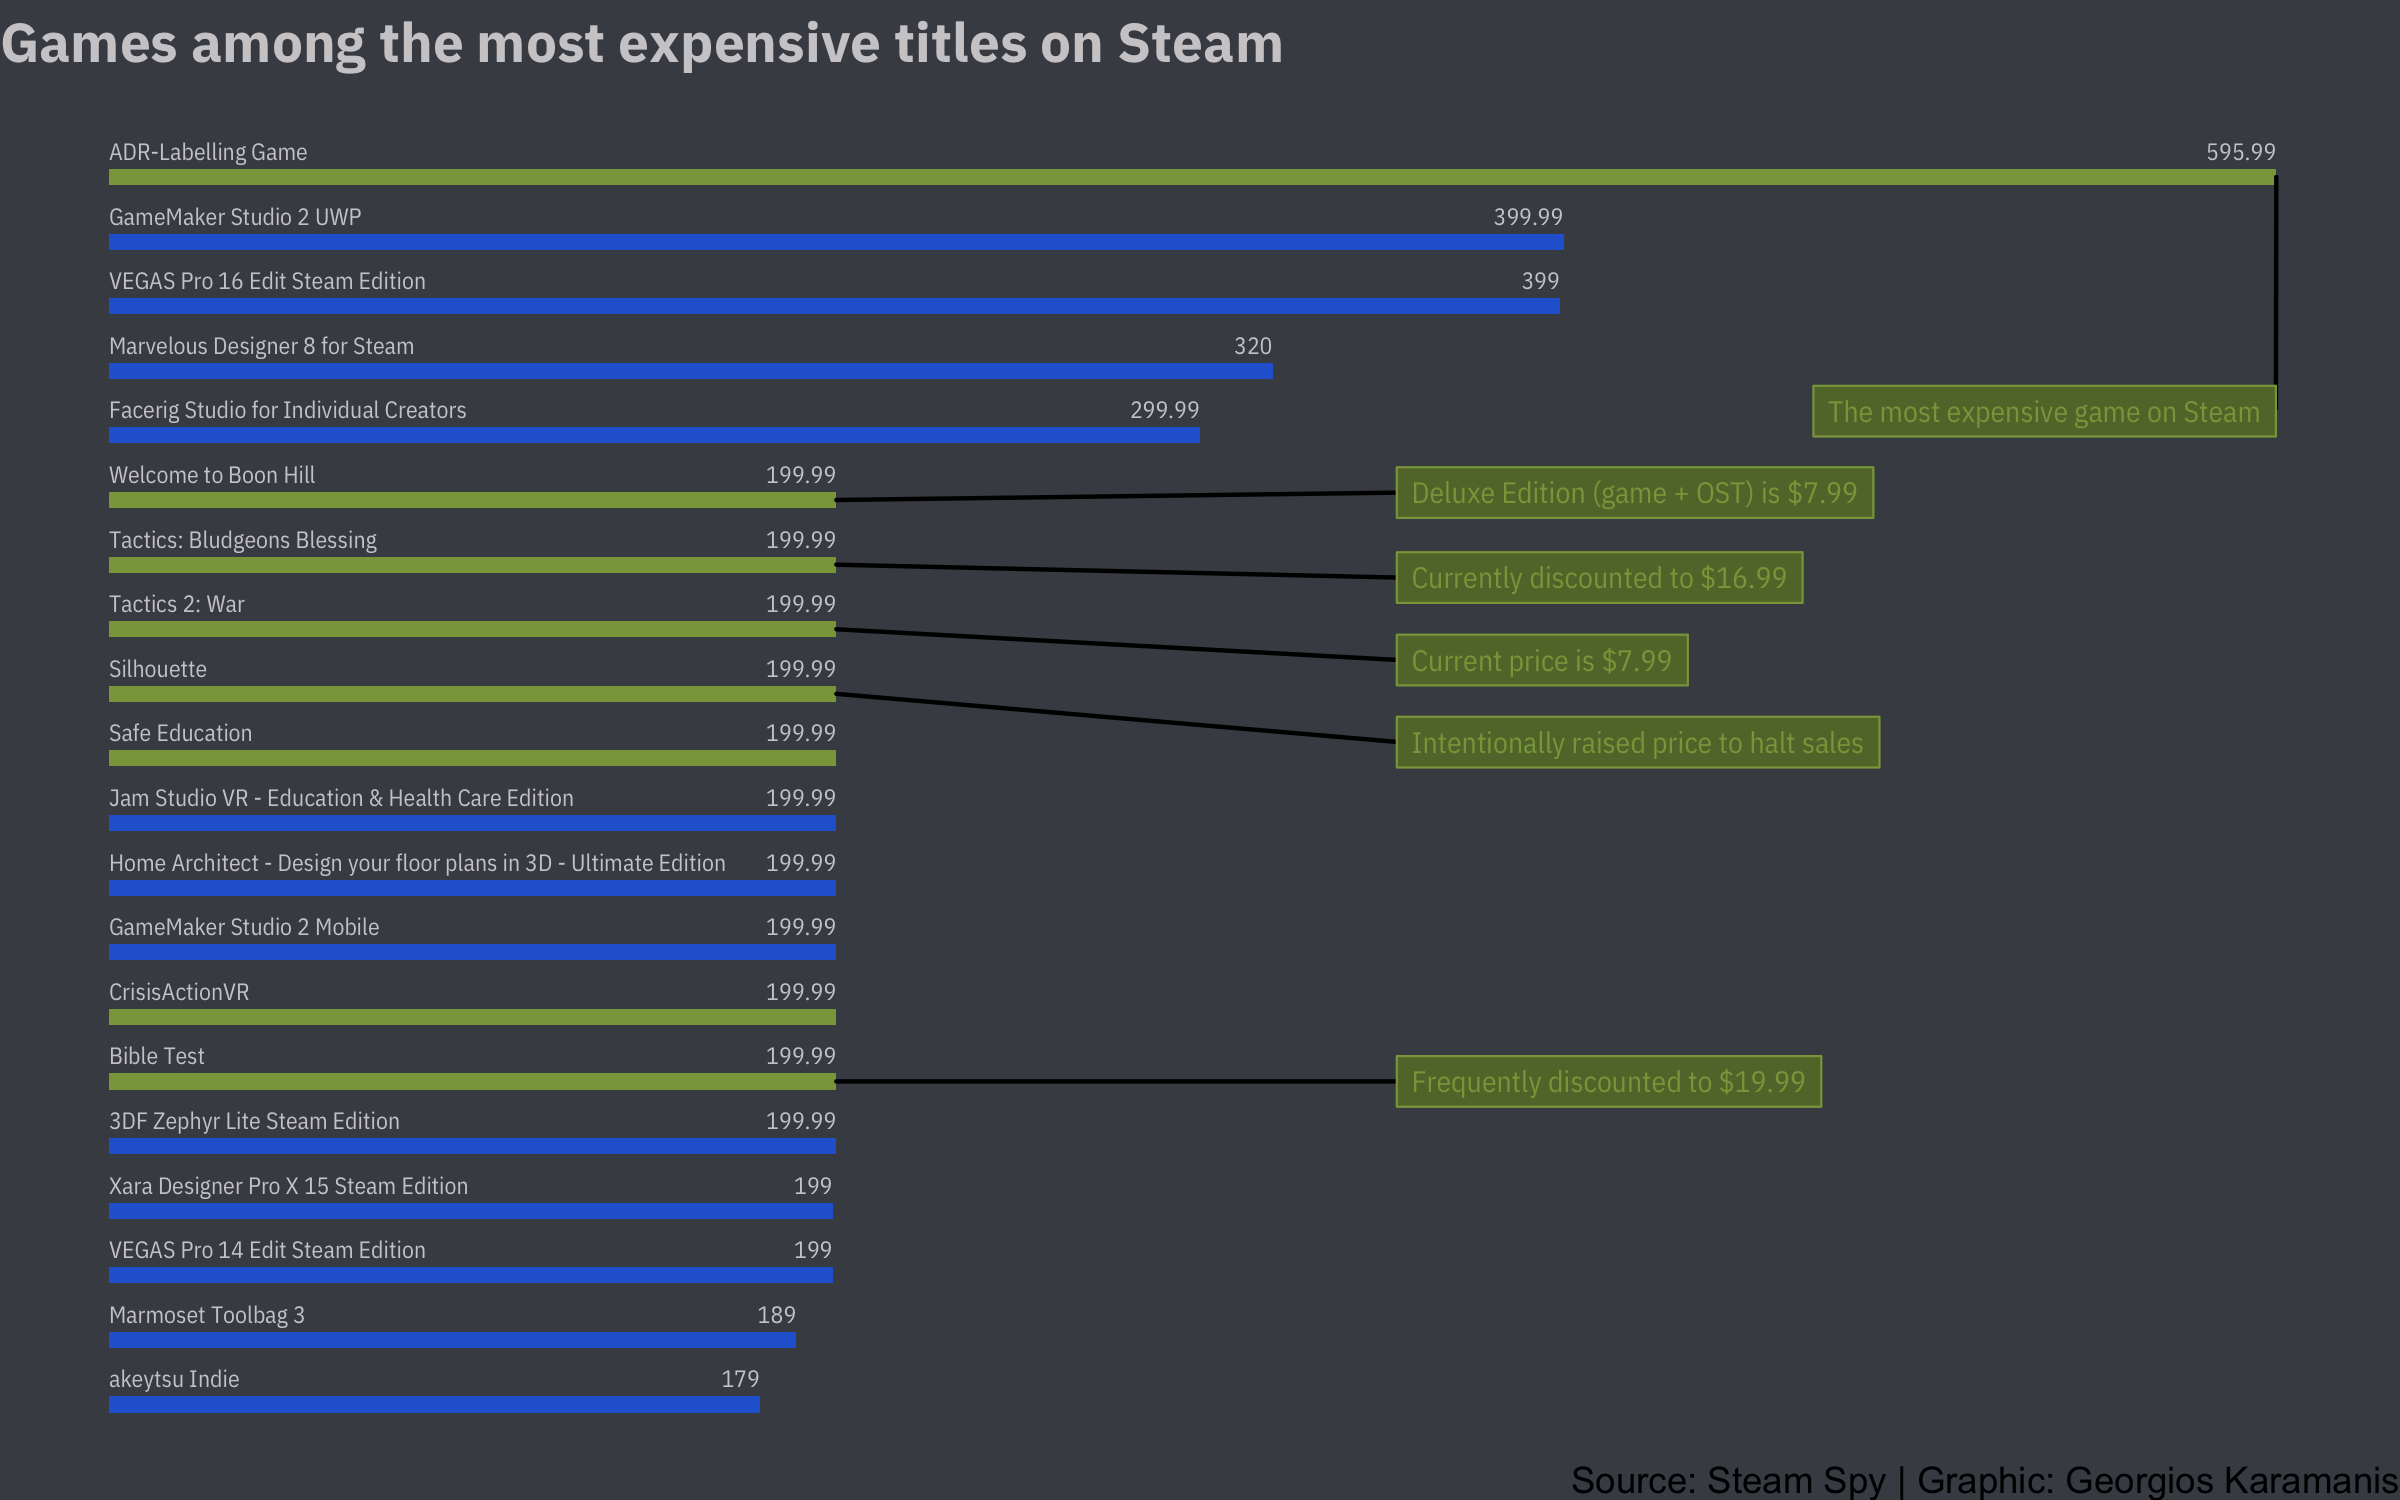 Games among the most expensive titles on Steam
ADR-Labelling Game 595.99
GameMaker Studio 2 UWP 399.99
VEGAS Pro 16 Edit Steam Edition 399
Marvelous Designer 8 for Steam 320
Facerig Studio for Individual Creators 299.99
The most expensive game on Steam
Welcome to Boon Hill 199.99
Deluxe Edition (game + OST) is $7.99
Tactics: Bludgeons Blessing 199.99
Currently discounted to $16.99
Tactics 2: War 199.99
Current price is $7.99
Silhouette 199.99
Intentionally raised price to halt sales
Safe Education 199.99
Jam Studio VR - Education & Health Care Edition 199.99
Home Architect - Design your floor plans in 3D - Ultimate Edition 199.99
GameMaker Studio 2 Mobile 199.99
CrisisActionVR 199.99
Bible Test 199.99
Frequently discounted to $19.99
3DF Zephyr Lite Steam Edition 199.99
Xara Designer Pro X 15 Steam Edition 199
VEGAS Pro 14 Edit Steam Edition 199
Marmoset Toolbag 3 189
akeytsu Indie 179
Source: Steam Spy | Graphic: Georgios Karamanis